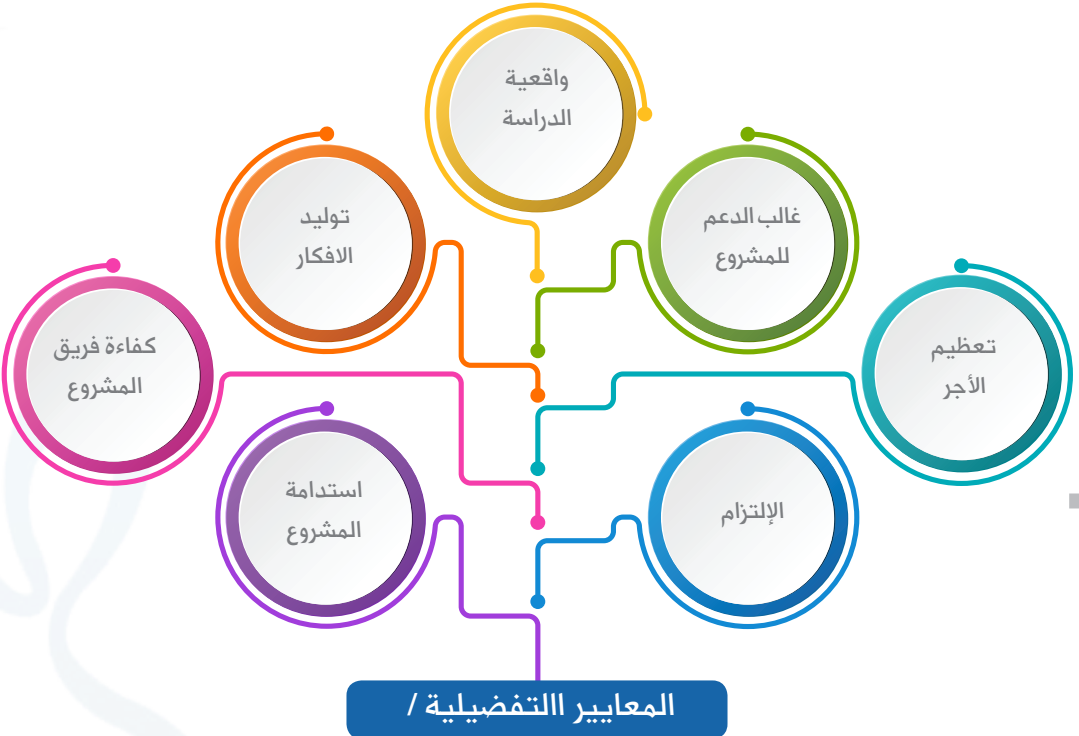 واقعية
الدراسة
غالب الدعم
للمشروع
توليد
الافكار
تعظيم
الأجر
كفاءة فريق
المشروع
الإلتزام
استدامة
المشروع
المعايير االتفضيلية /